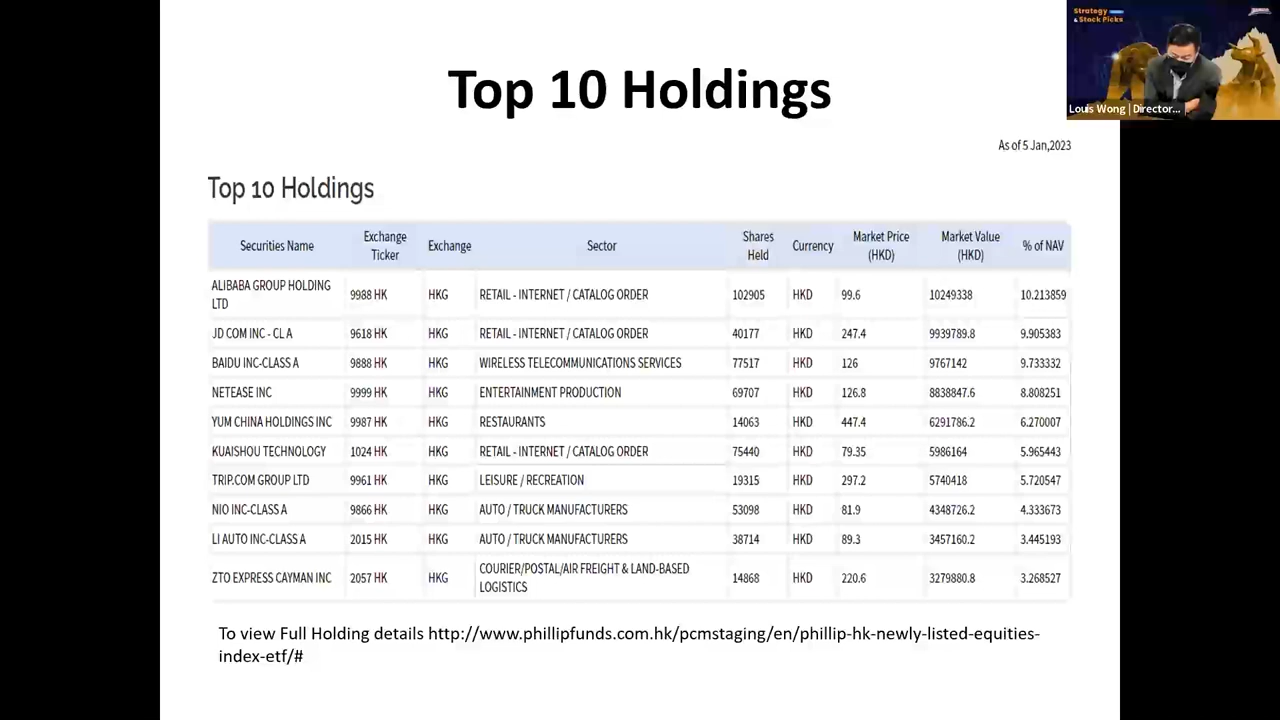 Strategy
& Stock Picks
Louis Wong | Director...
Top 10 Holdings
As of 5 Jan,2023
Top 10 Holdings
Securities Name Exchange Ticker Exchange Sector Shares Held Currency Market Price (HKD) Market Value (HKD) % of NAV
ALIBABA GROUP HOLDING LTD 9988 HK HKG RETAIL - INTERNET / CATALOG ORDER 102905 HKD 99.6 10249338 10.213859
JD COM INC - CL A 9618 HK HKG RETAIL - INTERNET / CATALOG ORDER 40177 HKD 247.4 9939789.8 9.905383
BAIDU INC-CLASS A 9888 HK HKG WIRELESS TELECOMMUNICATIONS SERVICES 77517 HKD 126 9767142 9.733332
NETEASE INC 9999 HK HKG ENTERTAINMENT PRODUCTION 69707 HKD 126.8 8838847.6 8.808251
YUM CHINA HOLDINGS INC 9987 HK HKG RESTAURANTS 14063 HKD 447.4 6291786.2 6.270007
KUAISHOU TECHNOLOGY 1024 HK HKG RETAIL - INTERNET / CATALOG ORDER 75440 HKD 79.35 5986164 5.965443
TRIP.COM GROUP LTD 9961 HK HKG LEISURE / RECREATION 19315 HKD 297.2 5740418 5.720547
NIO INC-CLASS A 9866 HK HKG AUTO / TRUCK MANUFACTURERS 53098 HKD 81.9 4348726.2 4.333673
LI AUTO INC-CLASS A 2015 HK HKG AUTO / TRUCK MANUFACTURERS 38714 HKD 89.3 3457160.2 3.445193
ZTO EXPRESS CAYMAN INC 2057 HK HKG COURIER/POSTAL/AIR FREIGHT & LAND-BASED LOGISTICS 14868 HKD 220.6 3279880.8 3.268527
To view Full Holding details http://www.phillipfunds.com.hk/pcmstaging/en/phillip-hk-newly-listed-equities-
index-etf/#